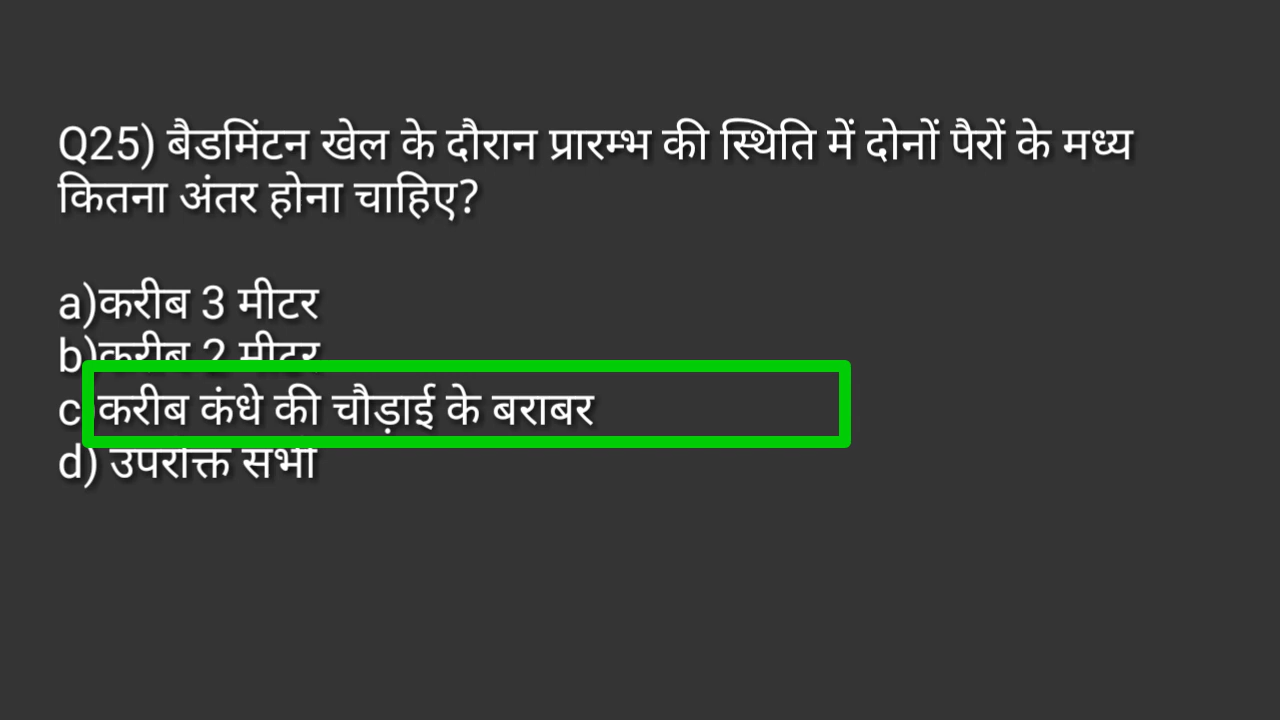 Q25) बैडमिंटन खेल के दौरान प्रारम्भ की स्थिति में दोनों पैरों के मध्य
कितना अंतर होना चाहिए?
a)करीब 3 मीटर
b)करीब 2 मीटर
c)करीब कंधे की चौड़ाई के बराबर
d) उपरोक्त सभी